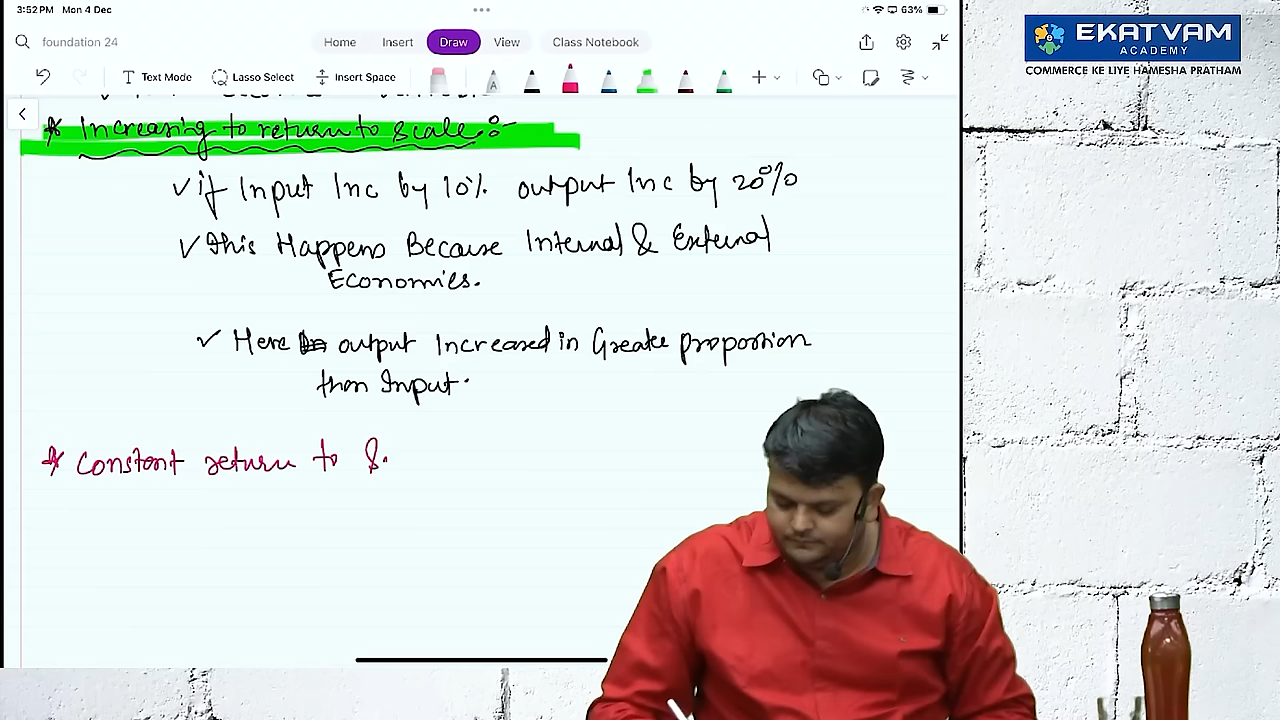 3:52 PM Mon 4 Dec
63%
foundation 24
Home Insert Draw View Class Notebook
Text Mode Lasso Select Insert Space
Increasing to return to scale :-
✓ if Input Inc by 10% output Inc by 20%
✓ this Happens Because Internal & External
Economies.
✓ Here output Increased in Greate proportion
than Input.
constant return to s.
EKATVAM
ACADEMY
COMMERCE KE LIYE HAMESHA PRATHAM